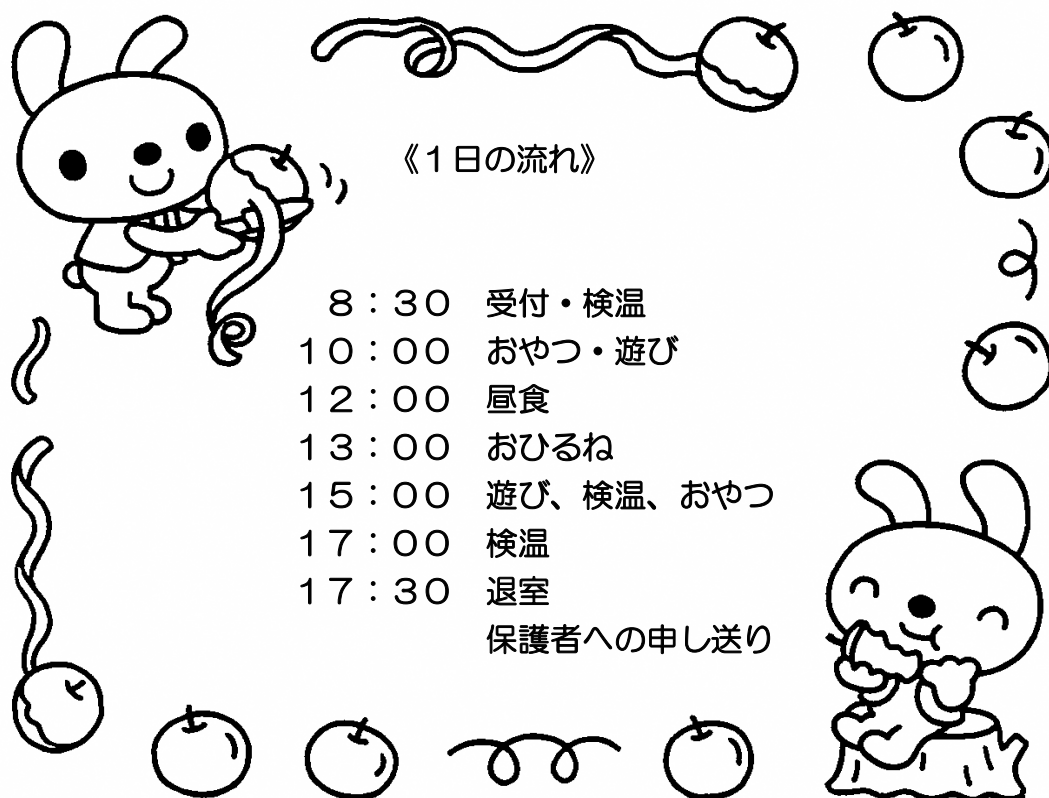 《１日の流れ》
８：３０　受付・検温
１０：００　おやつ・遊び
１２：００　昼食
１３：００　おひるね
１５：００　遊び、検温、おやつ
１７：００　検温
１７：３０　退室
保護者への申し送り